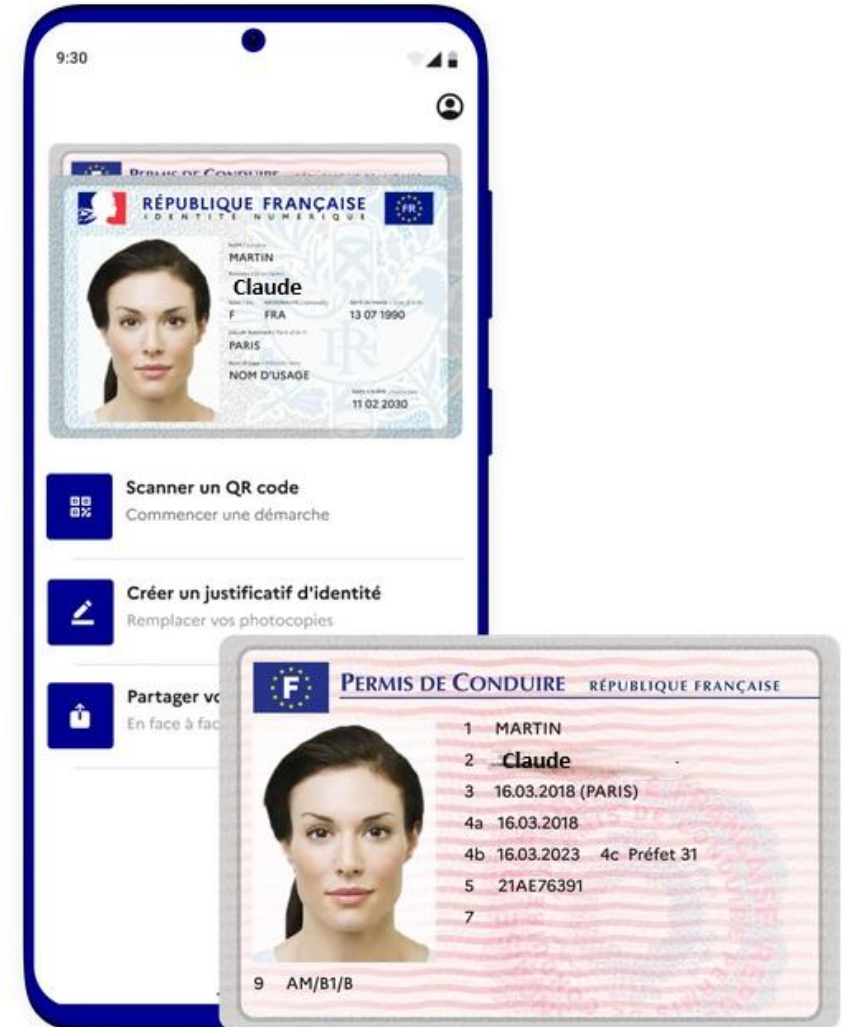 9:30
PERMIS DE CONDUIRE
RÉPUBLIQUE FRANÇAISE
IDENTITÉ NUMÉRIQUE
FR
MARTIN
Claude
F FRA 13 07 1990
PARIS
NOM D'USAGE
11 02 2030
Scanner un QR code
Commencer une démarche
Créer un justificatif d'identité
Remplacer vos photocopies
Partager
En face à
F PERMIS DE CONDUIRE RÉPUBLIQUE FRANÇAISE
1 MARTIN
2 Claude
3 16.03.2018 (PARIS)
4a 16.03.2018
4b 16.03.2023 4c Préfet 31
5 21AE76391
7
9 AM/B1/B